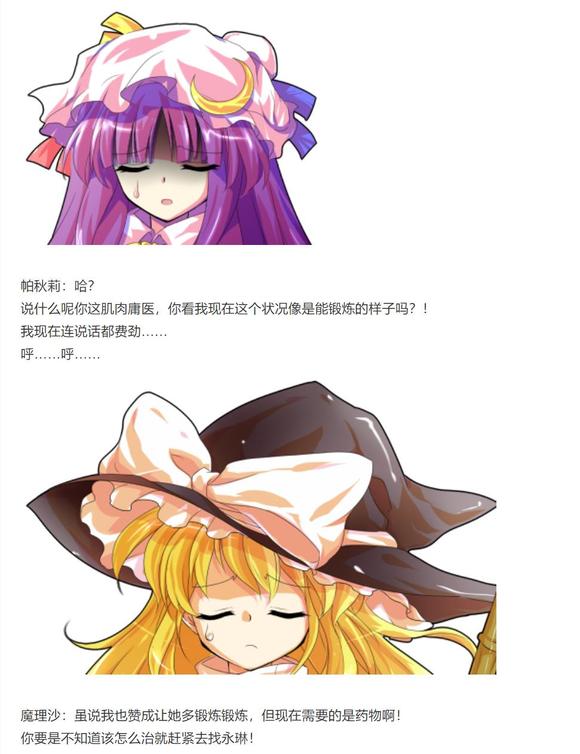 帕秋莉：哈？
说什么呢你这肌肉庸医，你看我现在这个状况像是能锻炼的样子吗？！
我现在连说话都费劲……
呼……呼……
魔理沙：虽说我也赞成让她多锻炼锻炼，但现在需要的是药物啊！
你要是不知道该怎么治就赶紧去找永琳！